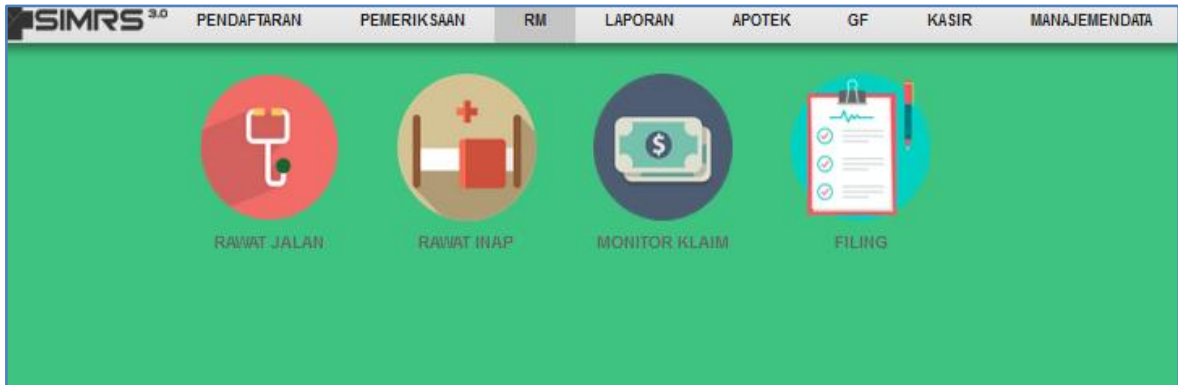 SIMRS 3.0 PENDAFTARAN PEMERIKSAAN RM LAPORAN APOTEK GF KASIR MANAJEMENDATA
$
RAWAT JALAN RAWAT INAP MONITOR KLAIM FILING